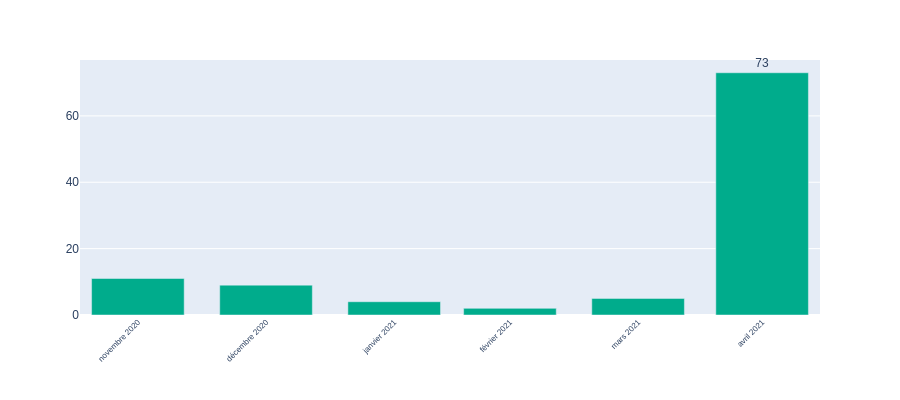 73
60
40
20
0
novembre 2020
décembre 2020
janvier 2021
février 2021
mars 2021
avril 2021